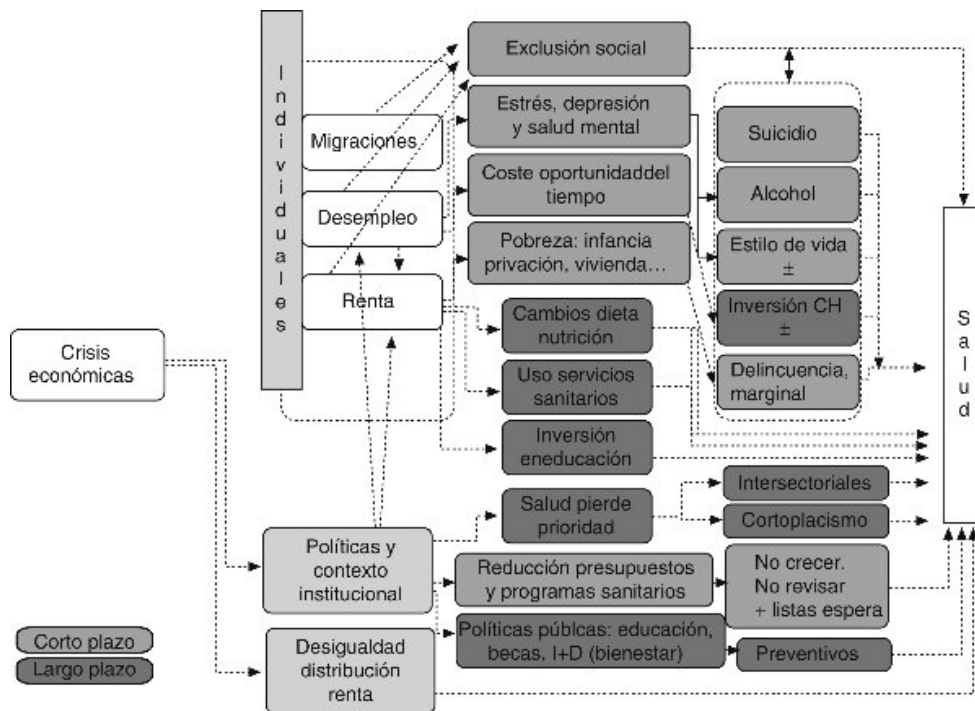 Individuales
Exclusión social
Migraciones
Estrés, depresión
y salud mental
Suicidio
Desempleo
Coste oportunidaddel
tiempo
Alcohol
Pobreza: infancia
privación, vivienda...
Estilo de vida
±
Renta
Cambios dieta
nutrición
Inversión CH
±
Salud
Crisis
económicas
Uso servicios
sanitarios
Delincuencia,
marginal
Inversión
eneducación
Salud pierde
prioridad
Intersectoriales
Cortoplacismo
Políticas y
contexto
institucional
Reducción presupuestos
y programas sanitarios
No crecer.
No revisar
+ listas espera
Corto plazo
Largo plazo
Desigualdad
distribución
renta
Políticas públcas: educación,
becas, I+D (bienestar)
Preventivos